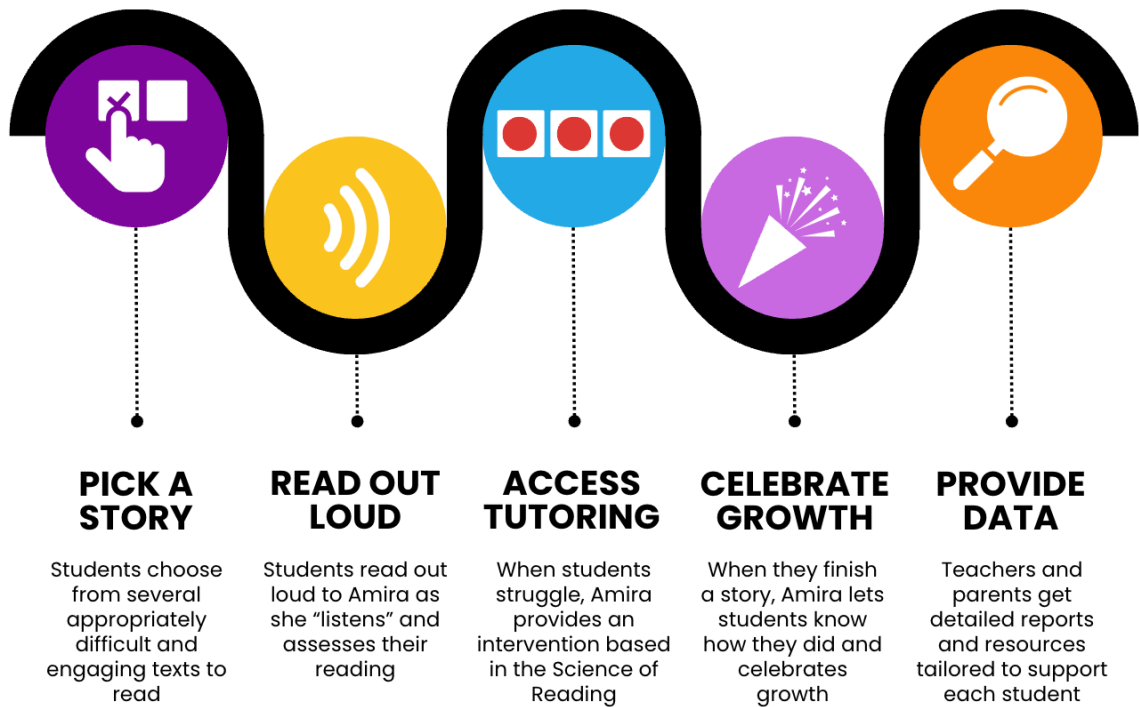 PICK A
STORY
Students choose
from several
appropriately
difficult and
engaging texts to
read
READ OUT
LOUD
Students read out
loud to Amira as
she “listens” and
assesses their
reading
ACCESS
TUTORING
When students
struggle, Amira
provides an
intervention based
in the Science of
Reading
CELEBRATE
GROWTH
When they finish
a story, Amira lets
students know
how they did and
celebrates
growth
PROVIDE
DATA
Teachers and
parents get
detailed reports
and resources
tailored to support
each student